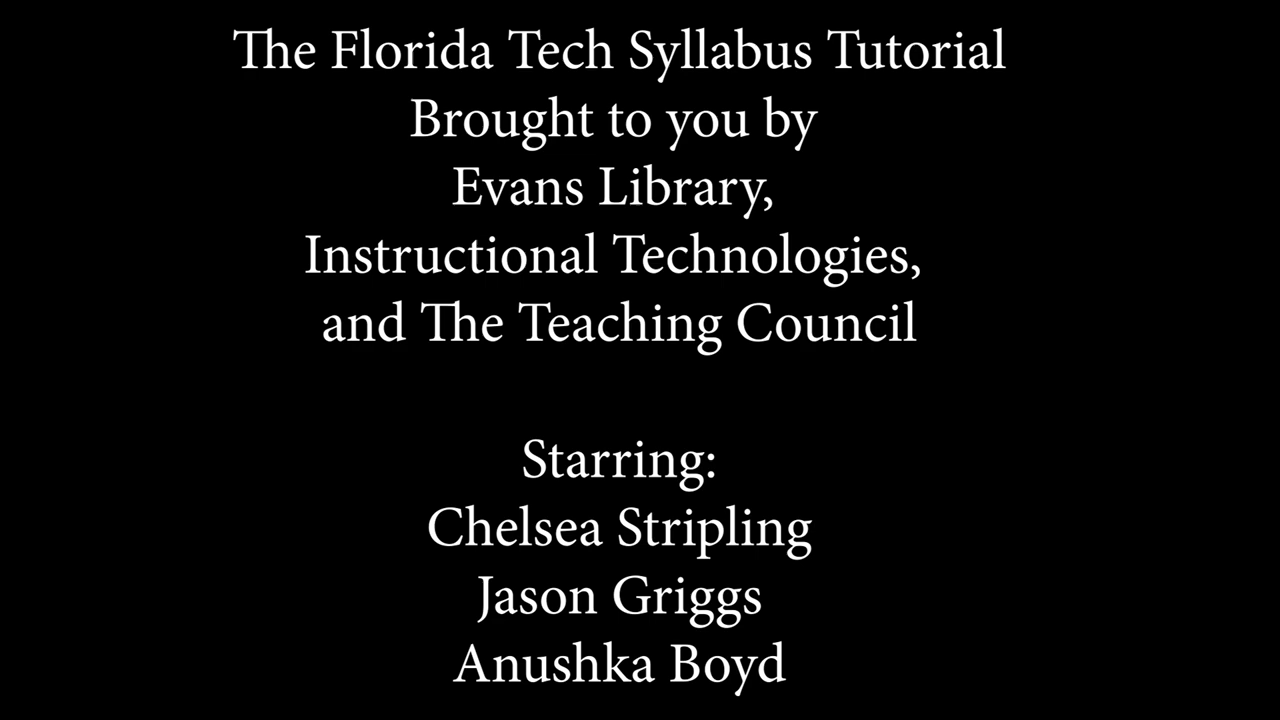 The Florida Tech Syllabus Tutorial
Brought to you by
Evans Library,
Instructional Technologies,
and The Teaching Council
Starring:
Chelsea Stripling
Jason Griggs
Anushka Boyd